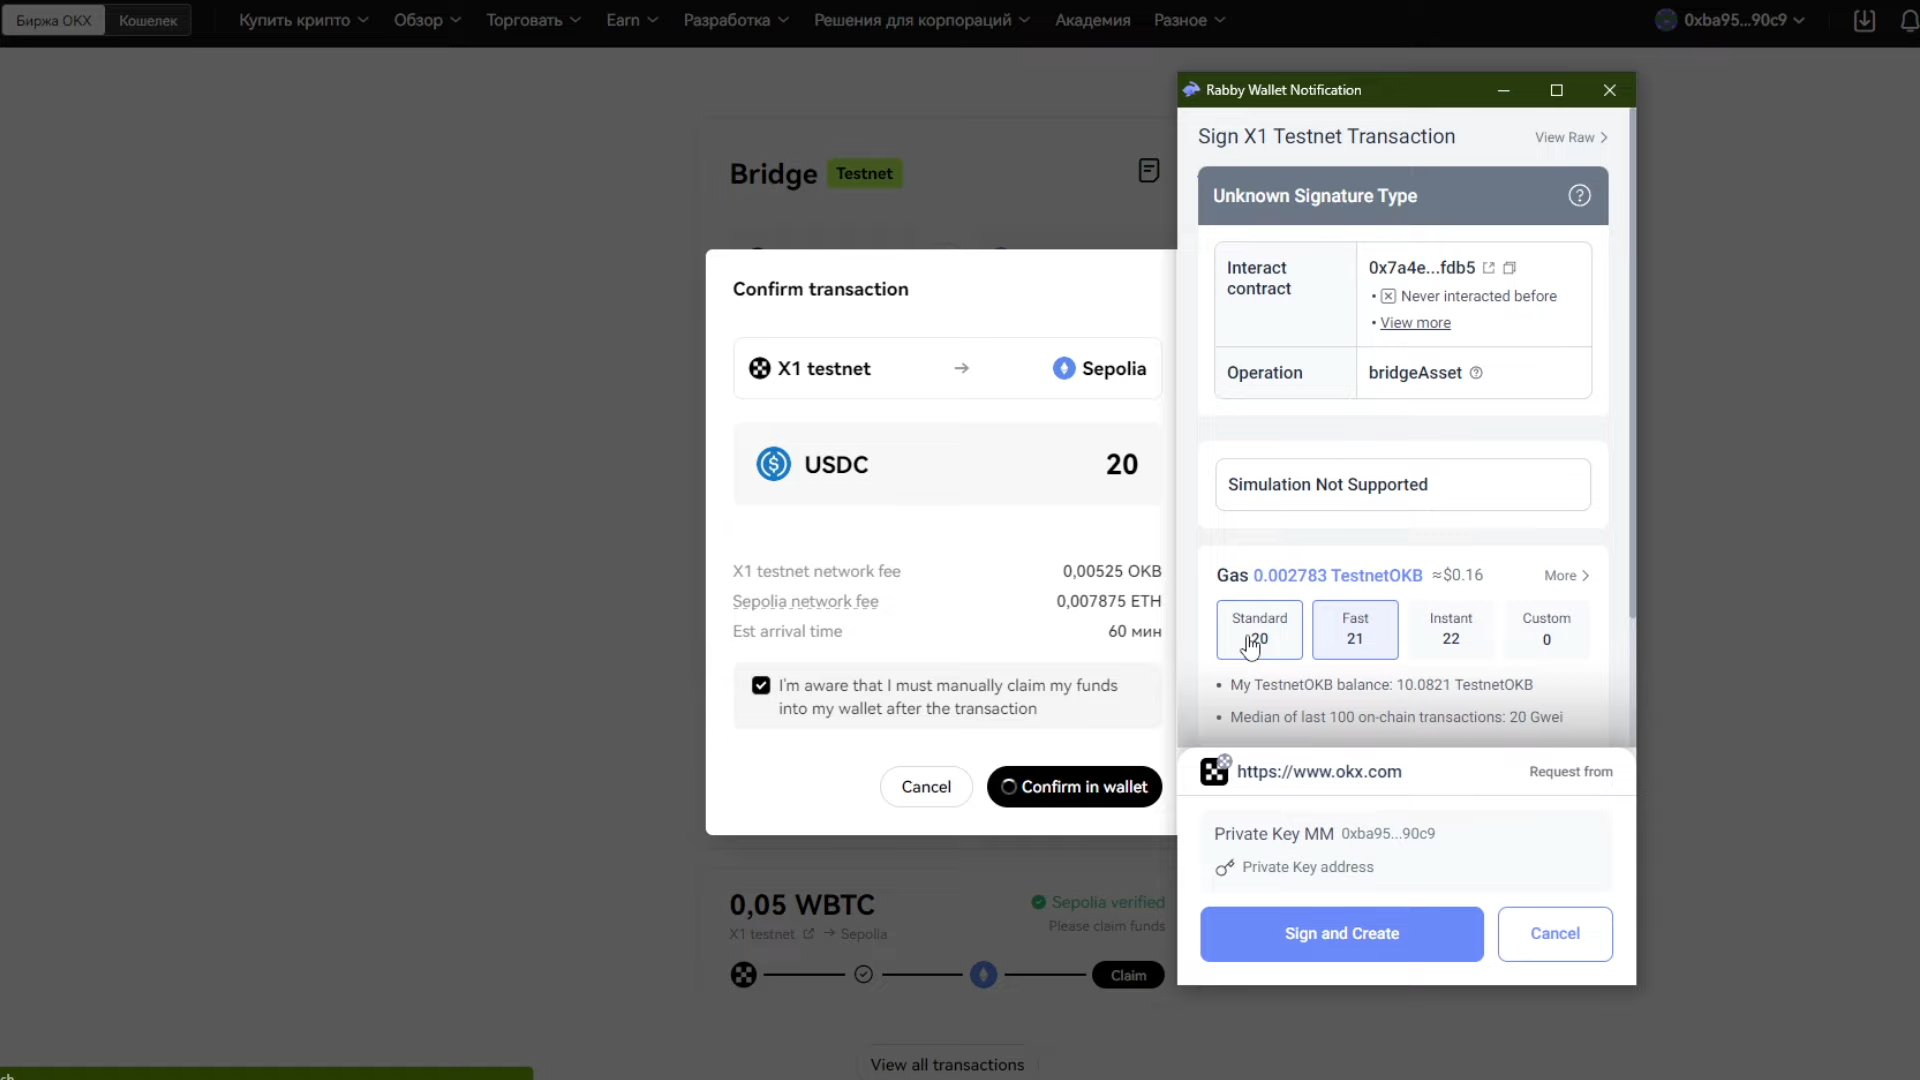 Биржа OKX
Кошелек
Купить крипто
Обзор
Торговать
Earn
Разработка
Решения для корпораций
Академия
Разное
0xba95...90c9
Bridge
Testnet
Confirm transaction
X1 testnet → Sepolia
USDC 20
X1 testnet network fee 0,00525 OKB
Sepolia network fee 0,007875 ETH
Est arrival time 60 мин
I'm aware that I must manually claim my funds
into my wallet after the transaction
Cancel
Confirm in wallet
0,05 WBTC
Sepolia verified
X1 testnet → Sepolia
Please claim funds
Claim
View all transactions
Rabby Wallet Notification
Sign X1 Testnet Transaction
View Raw
Unknown Signature Type
Interact
contract
0x7a4e...fdb5
• Never interacted before
• View more
Operation
bridgeAsset
Simulation Not Supported
Gas 0.002783 TestnetOKB ≈$0.16
More
Standard
20
Fast
21
Instant
22
Custom
0
• My TestnetOKB balance: 10.0821 TestnetOKB
• Median of last 100 on-chain transactions: 20 Gwei
https://www.okx.com
Request from
Private Key MM 0xba95...90c9
Private Key address
Sign and Create
Cancel